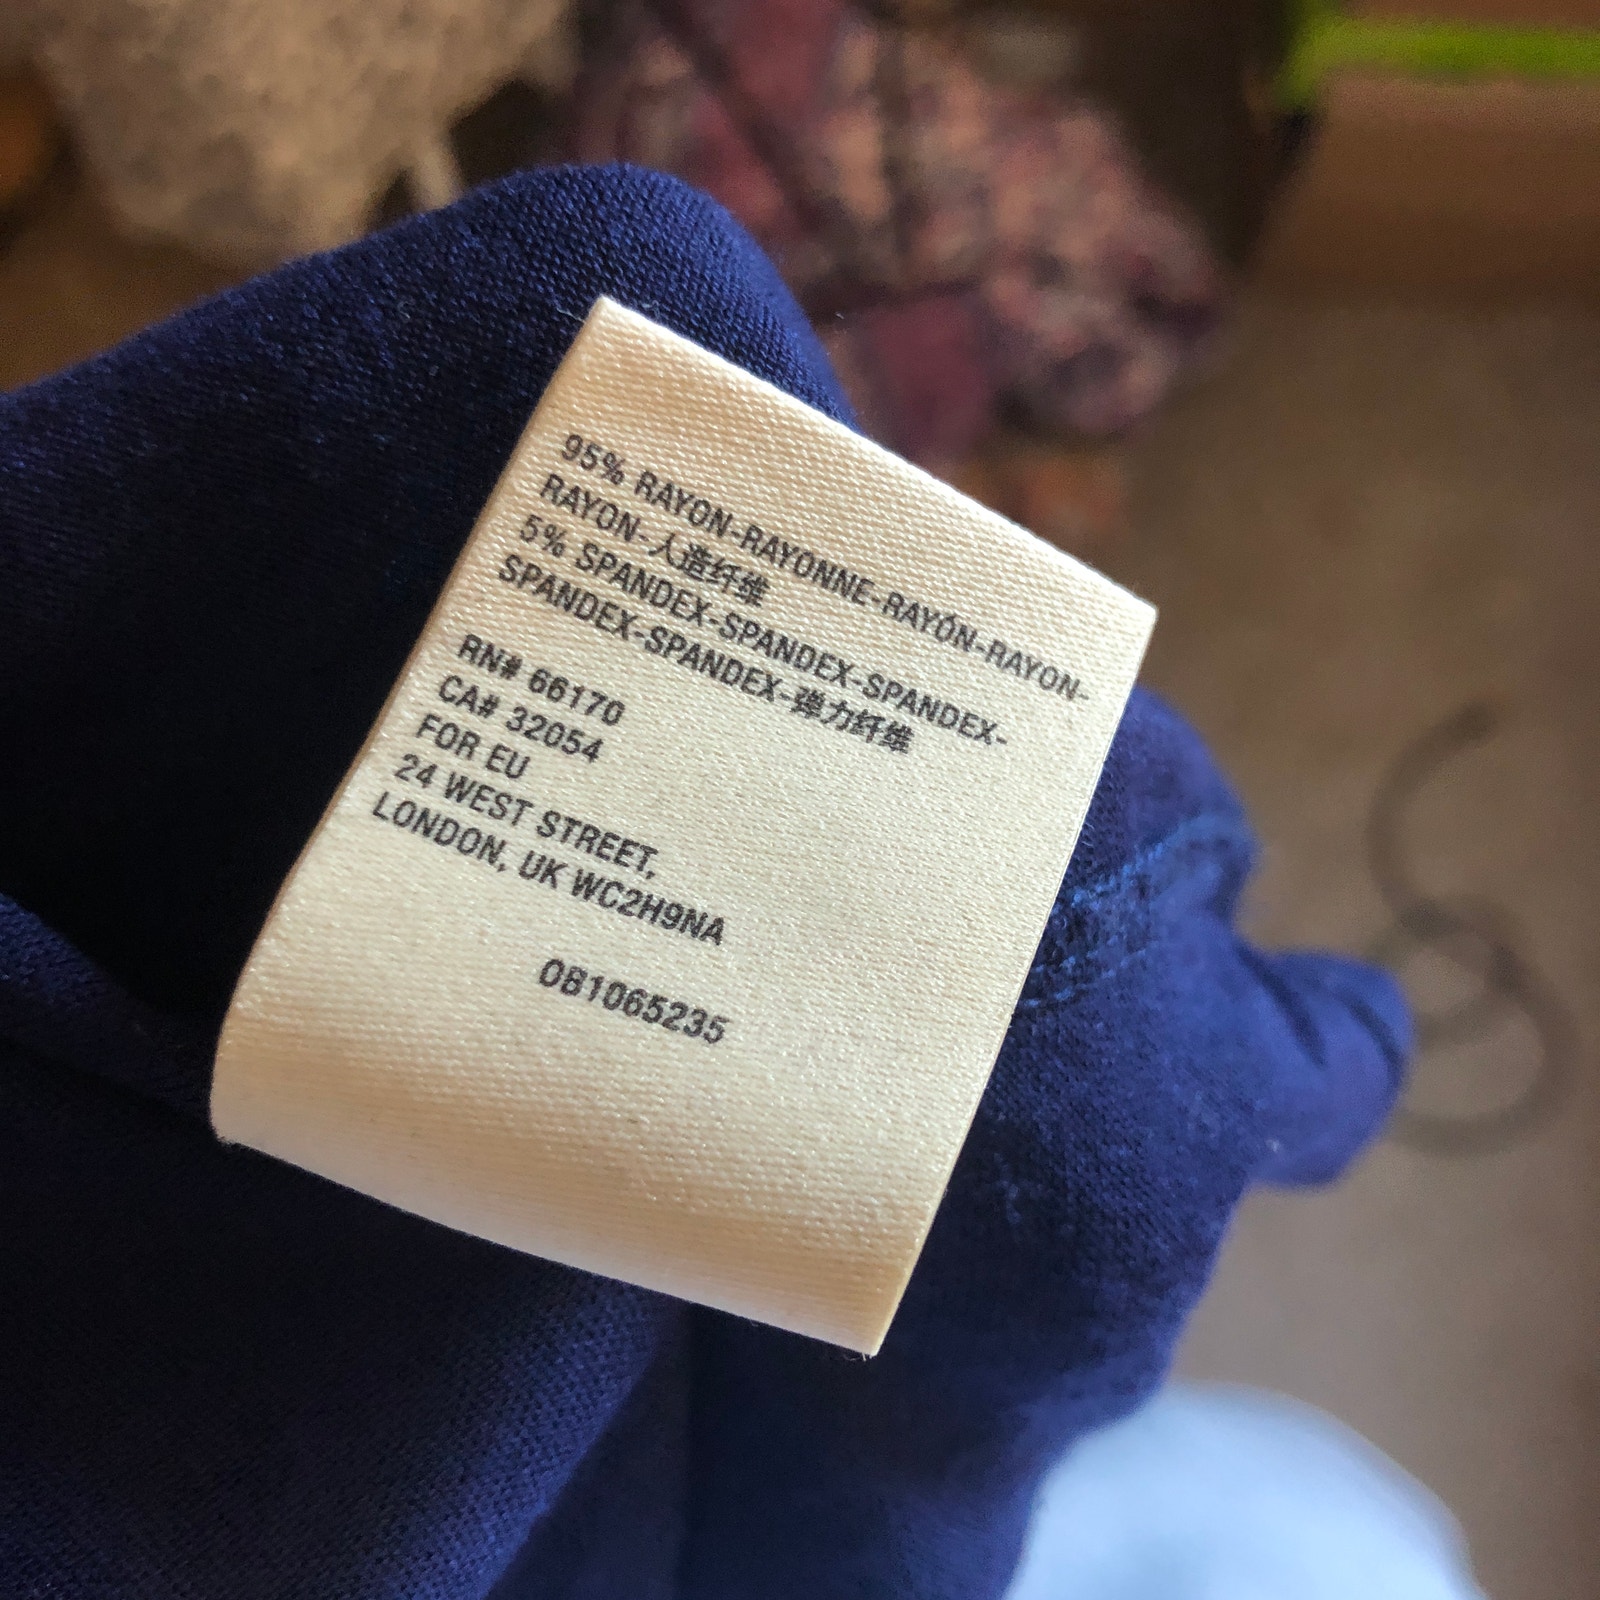 95% RAYON-RAYONNE-RAYÓN-RAYON-
RAYON-人造纤维
5% SPANDEX-SPANDEX-SPANDEX-
SPANDEX-SPANDEX-弹力纤维
RN# 66170
CA# 32054
FOR EU
24 WEST STREET,
LONDON, UK WC2H9NA
081065235